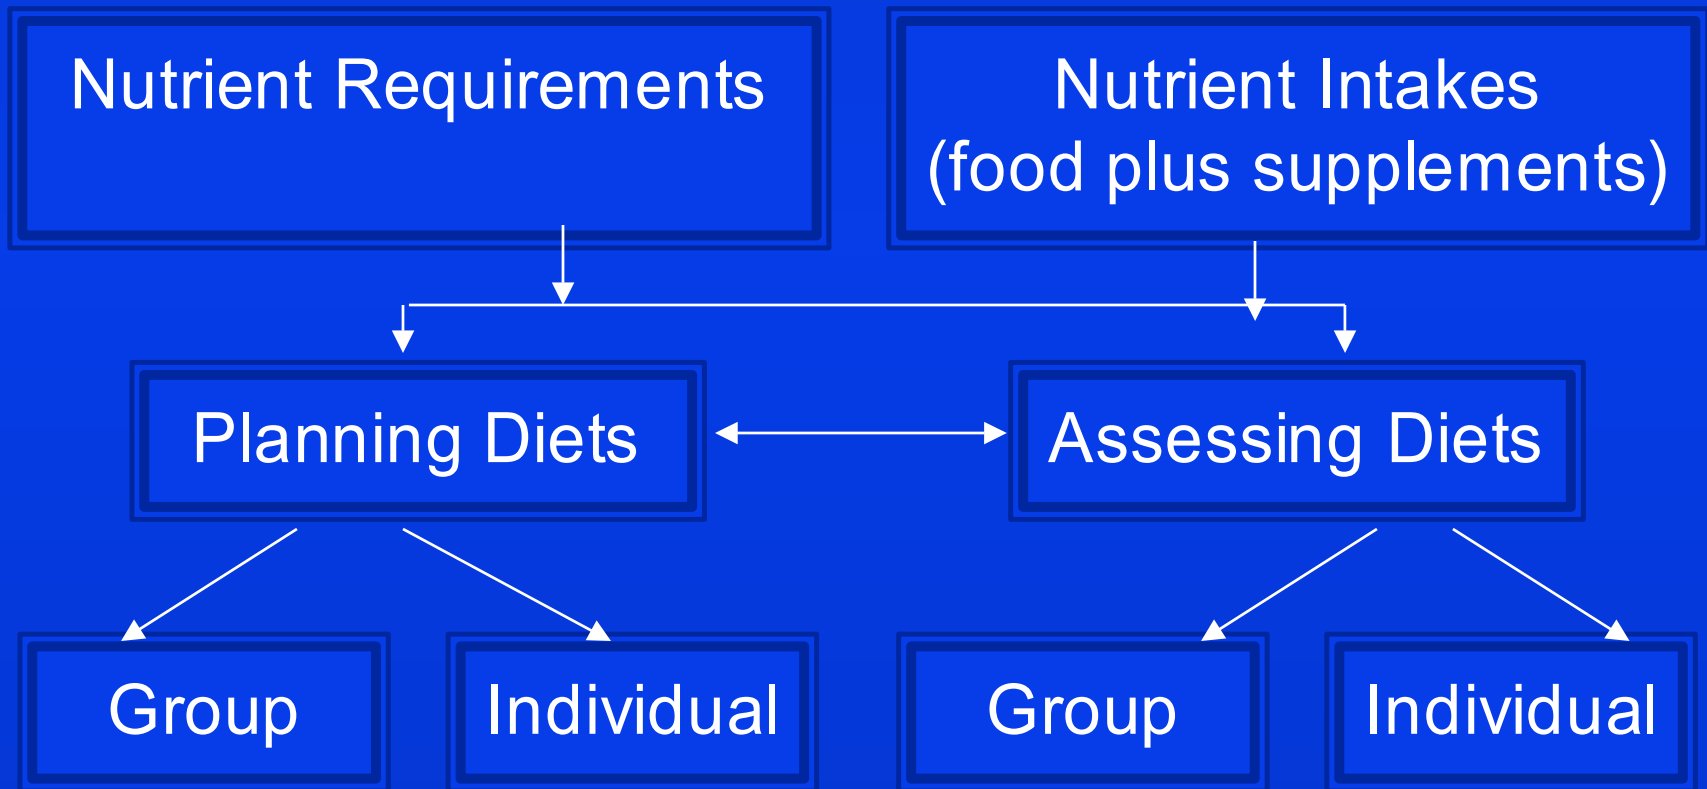 Nutrient Requirements
Nutrient Intakes
(food plus supplements)
Planning Diets
Assessing Diets
Group
Individual
Group
Individual